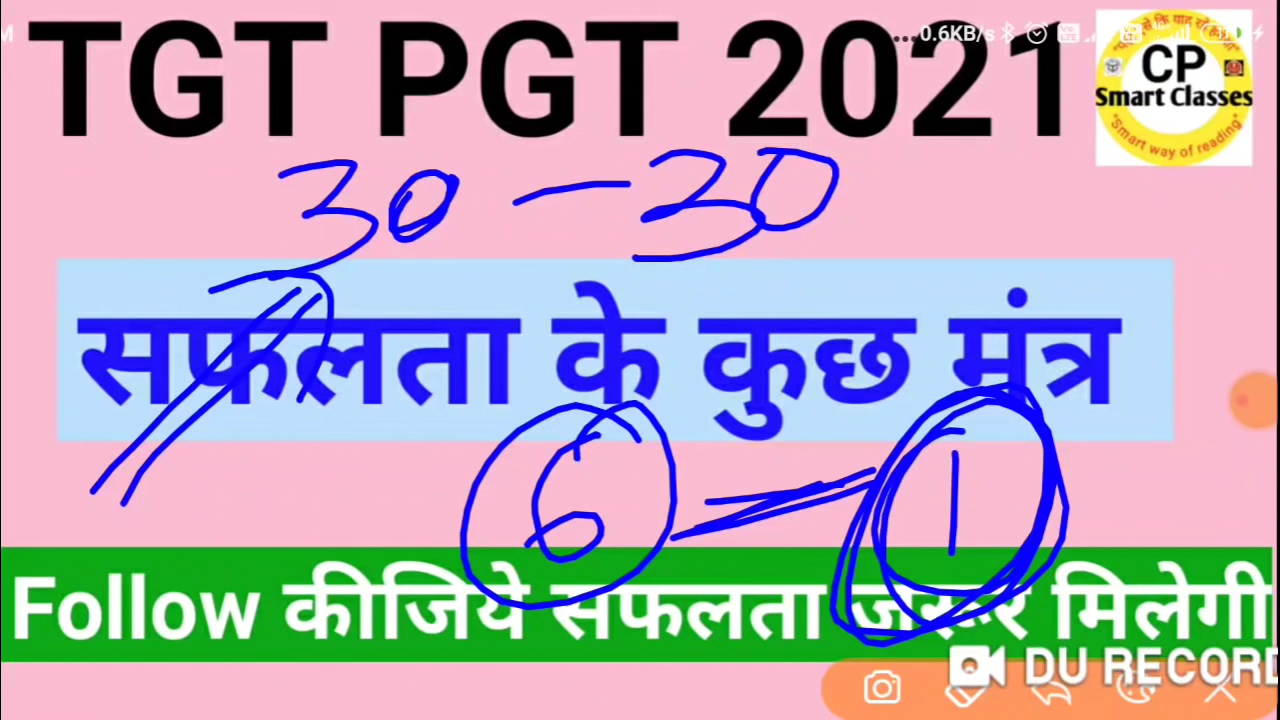 ...0.6KB/s
TGT PGT 2021
CP
Smart Classes
"Smart way of reading"
30 - 30
सफलता के कुछ मंत्र
6 = 1
Follow कीजिये सफलता जरूर मिलेगी
DU RECORD